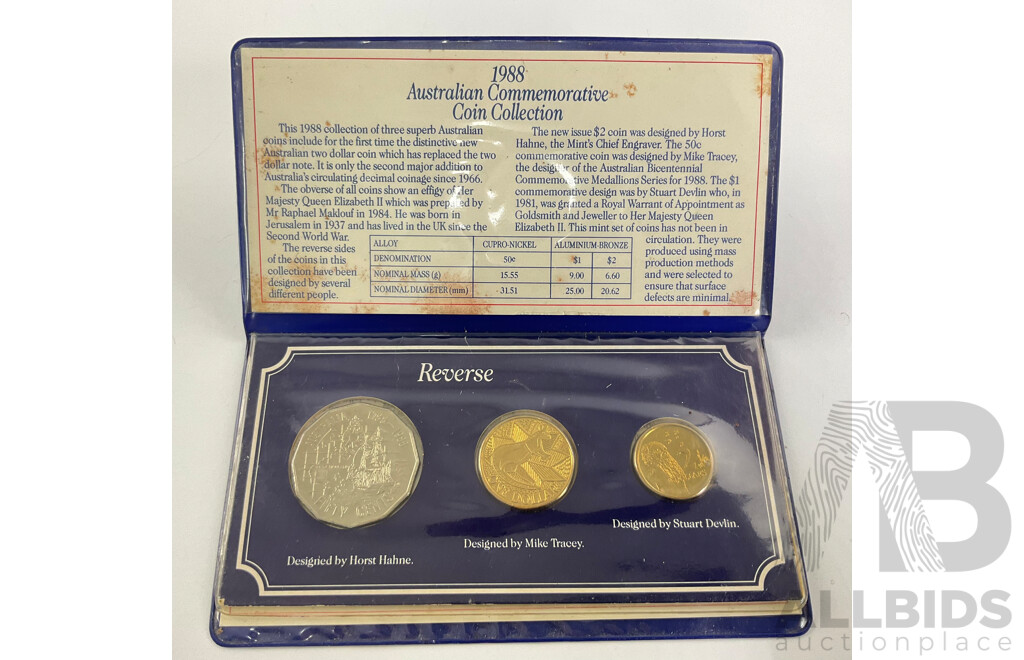 1988
Australian Commemorative
Coin Collection
This 1988 collection of three superb Australian
coins include for the first time the distinctive new
Australian two dollar coin which has replaced the two
dollar note. It is only the second major addition to
Australia's circulating decimal coinage since 1966.
The obverse of all coins show an effigy of Her
Majesty Queen Elizabeth II which was prepared by
Mr Raphael Maklouf in 1984. He was born in
Jerusalem in 1937 and has lived in the UK since the
Second World War.
The reverse sides
of the coins in this
collection have been
designed by several
different people.
The new issue $2 coin was designed by Horst
Hahne, the Mint's Chief Engraver. The 50c
commemorative coin was designed by Mike Tracey,
the designer of the Australian Bicentennial
Commemorative Medallions Series for 1988. The $1
commemorative design was by Stuart Devlin who, in
1981, was granted a Royal Warrant of Appointment as
Goldsmith and Jeweller to Her Majesty Queen
Elizabeth II. This mint set of coins has not been in
circulation. They were
produced using mass
production methods
and were selected to
ensure that surface
defects are minimal.
ALLOY CUPRO-NICKEL ALUMINIUM-BRONZE
DENOMINATION 50c $1 $2
NOMINAL MASS (g) 15.55 9.00 6.60
NOMINAL DIAMETER (mm) 31.51 25.00 20.62
Reverse
Designed by Horst Hahne.
Designed by Mike Tracey.
Designed by Stuart Devlin.
AB
ALLBIDS
auctionplace